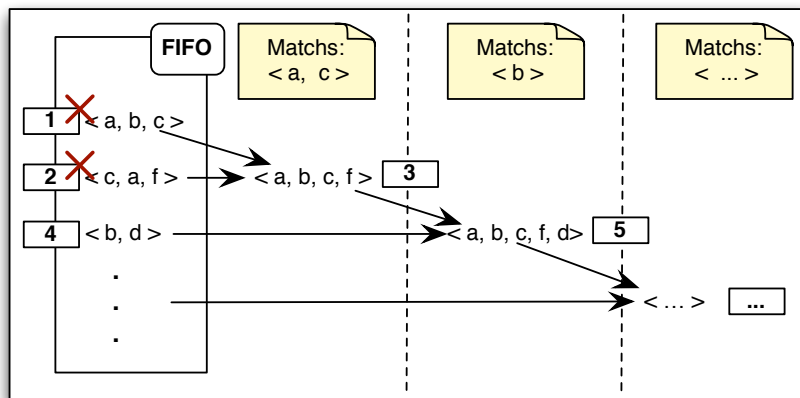 FIFO
Matchs:
< a, c >
Matchs:
< b >
Matchs:
< ... >
1 < a, b, c >
2 < c, a, f > < a, b, c, f > 3
4 < b, d > < a, b, c, f, d> 5
.
.
.
< ... > ...